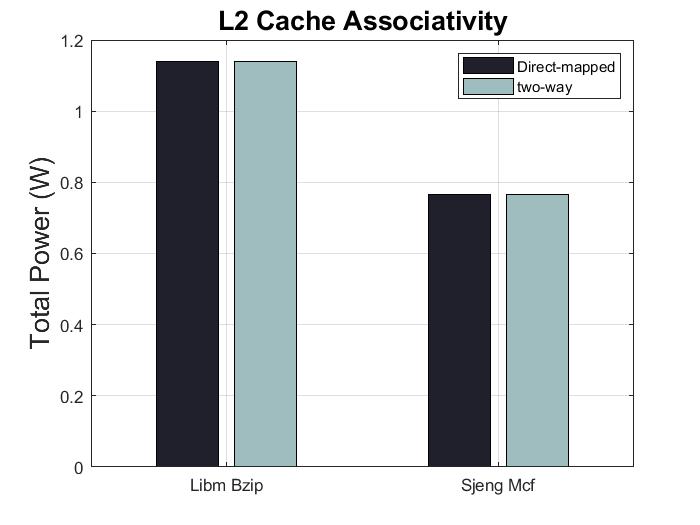 L2 Cache Associativity
Total Power (W)
1.2
1
0.8
0.6
0.4
0.2
0
Direct-mapped
two-way
Libm Bzip
Sjeng Mcf